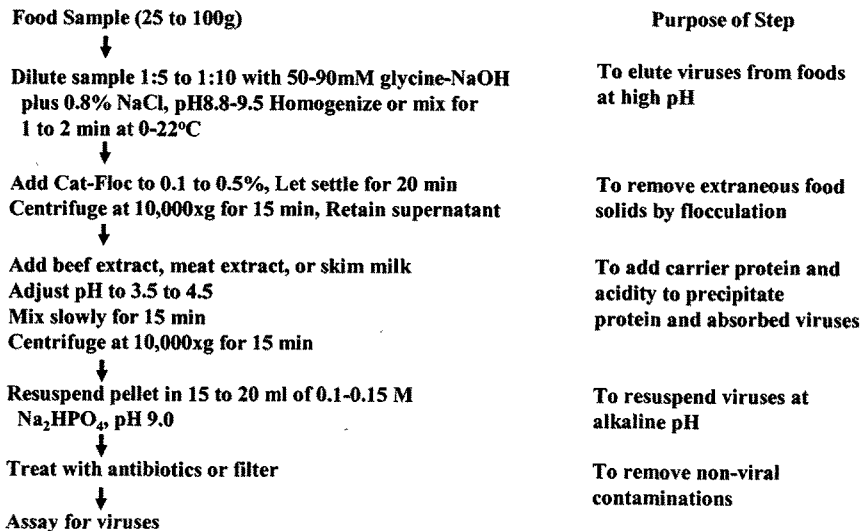 Food Sample (25 to 100g)
Purpose of Step
Dilute sample 1:5 to 1:10 with 50-90mM glycine-NaOH
plus 0.8% NaCl, pH8.8-9.5 Homogenize or mix for
1 to 2 min at 0-22°C
To elute viruses from foods
at high pH
Add Cat-Floc to 0.1 to 0.5%, Let settle for 20 min
Centrifuge at 10,000xg for 15 min, Retain supernatant
To remove extraneous food
solids by flocculation
Add beef extract, meat extract, or skim milk
Adjust pH to 3.5 to 4.5
Mix slowly for 15 min
Centrifuge at 10,000xg for 15 min
To add carrier protein and
acidity to precipitate
protein and absorbed viruses
Resuspend pellet in 15 to 20 ml of 0.1-0.15 M
Na₂HPO₄, pH 9.0
To resuspend viruses at
alkaline pH
Treat with antibiotics or filter
To remove non-viral
contaminations
Assay for viruses